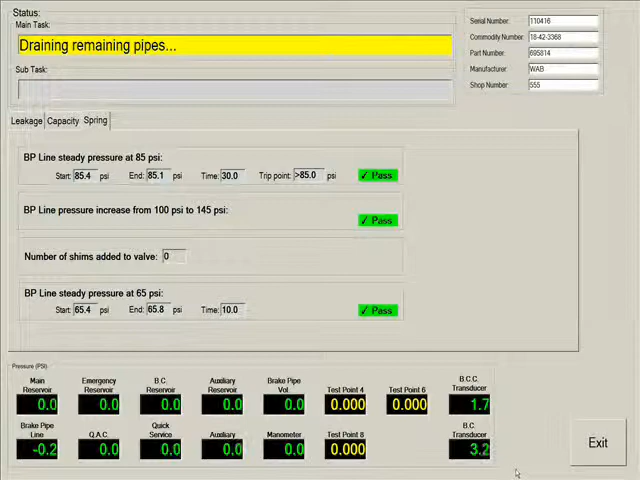 Status:
Main Task:
Draining remaining pipes...
Sub Task:
Serial Number: 110416
Commodity Number: 18-42-3368
Part Number: 695814
Manufacturer: WAB
Shop Number: 555
Leakage Capacity Spring
BP Line steady pressure at 85 psi:
Start: 85.4 psi End: 85.1 psi Time: 30.0 Trip point: >85.0 psi ✓ Pass
BP Line pressure increase from 100 psi to 145 psi:
✓ Pass
Number of shims added to valve: 0
BP Line steady pressure at 65 psi:
Start: 65.4 psi End: 65.8 psi Time: 10.0 ✓ Pass
Pressure (PSI)
Main Reservoir 0.0
Emergency Reservoir 0.0
B.C. Reservoir 0.0
Auxiliary Reservoir 0.0
Brake Pipe Vol. 0.0
Test Point 4 0.000
Test Point 6 0.000
B.C.C. Transducer 1.7
Brake Pipe Line -0.2
Q.A.C. 0.0
Quick Service 0.0
Auxiliary 0.0
Manometer 0.0
Test Point 8 0.000
B.C. Transducer 3.2
Exit